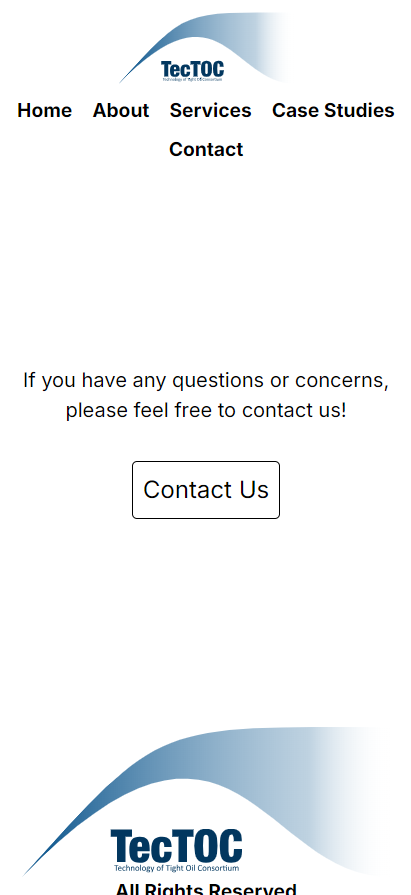 TecTOC
Technology of Tight Oil Consortium
Home About Services Case Studies
Contact
If you have any questions or concerns,
please feel free to contact us!
Contact Us
TecTOC
Technology of Tight Oil Consortium
All Rights Reserved